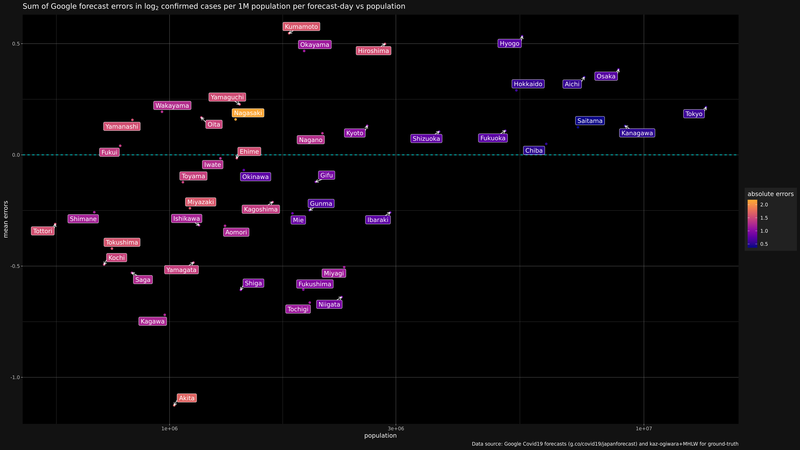 Sum of Google forecast errors in log₂ confirmed cases per 1M population per forecast-day vs population
Kumamoto
Okayama
Hiroshima
Hyogo
Hokkaido
Aichi
Osaka
Yamaguchi
Wakayama
Nagasaki
Yamanashi
Oita
Nagano
Kyoto
Shizuoka
Fukuoka
Saitama
Kanagawa
Tokyo
Chiba
Fukui
Ehime
Iwate
Toyama
Okinawa
Gifu
Miyazaki
Kagoshima
Gunma
Mie
Ibaraki
Shimane
Ishikawa
Tottori
Aomori
Tokushima
Kochi
Yamagata
Saga
Shiga
Miyagi
Fukushima
Tochigi
Niigata
Kagawa
Akita
0.5
0.0
-0.5
-1.0
mean errors
1e+06
3e+06
1e+07
population
absolute errors
2.0
1.5
1.0
0.5
Data source: Google Covid19 forecasts (g.co/covid19/japanforecast) and kaz-ogiwara+MHLW for ground-truth